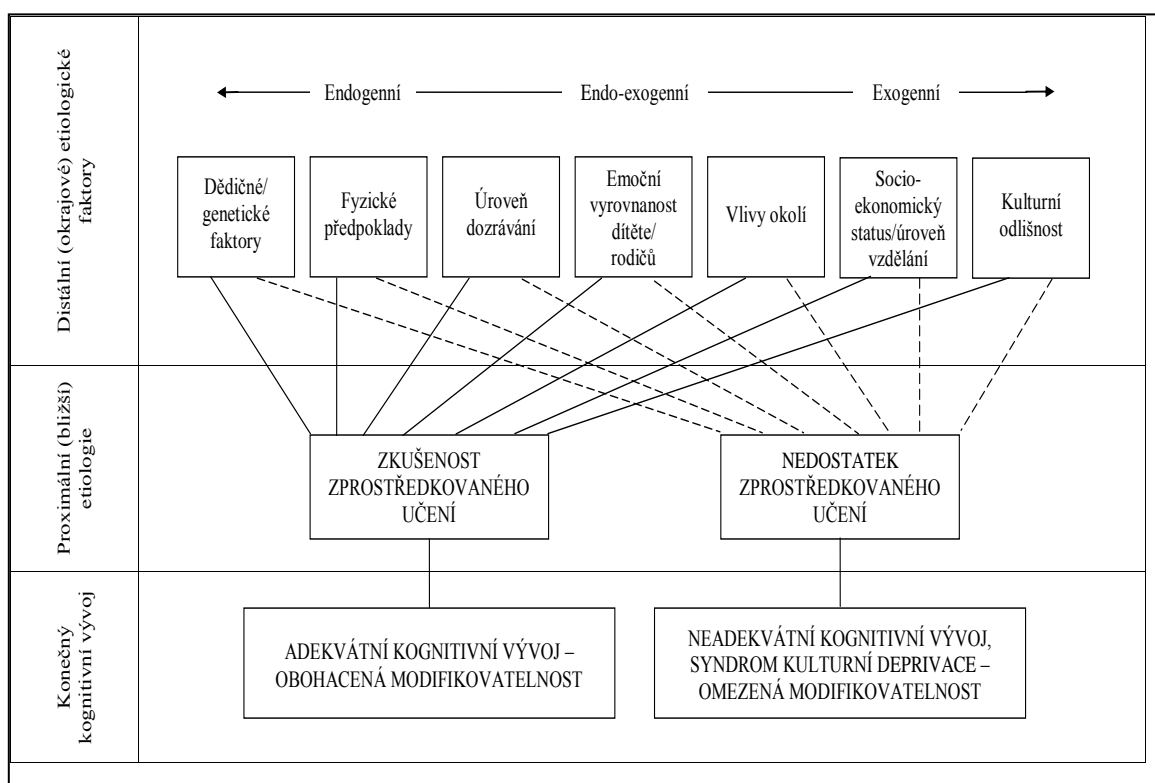 Distální (okrajové) etiologické
faktory
Endogenní
Endo-exogenní
Exogenní
Dědičné/
genetické
faktory
Fyzické
předpoklady
Úroveň
dozrávání
Emoční
vyrovnanost
dítěte/
rodičů
Vlivy okolí
Socio-
ekonomický
status/úroveň
vzdělání
Kulturní
odlišnost
Proximální (bližší)
etiologie
ZKUŠENOST
ZPROSTŘEDKOVANÉHO
UČENÍ
NEDOSTATEK
ZPROSTŘEDKOVANÉHO
UČENÍ
Konečný
kognitivní vývoj
ADEKVÁTNÍ KOGNITIVNÍ VÝVOJ –
OBOHACENÁ MODIFIKOVATELNOST
NEADEKVÁTNÍ KOGNITIVNÍ VÝVOJ,
SYNDROM KULTURNÍ DEPRIVACE –
OMEZENÁ MODIFIKOVATELNOST